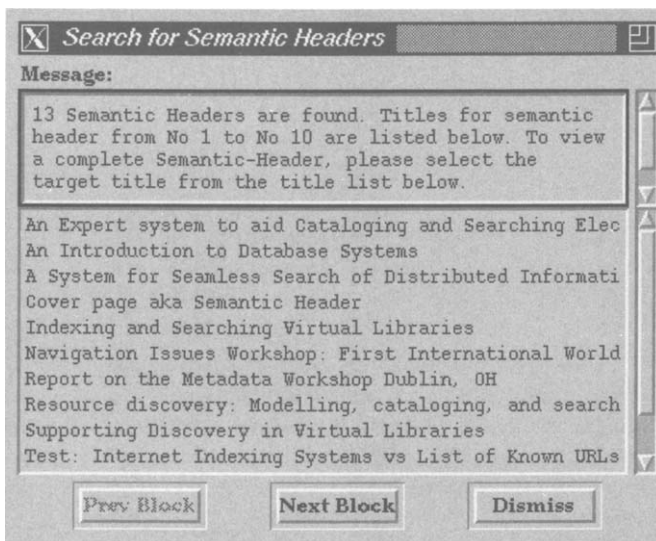 X Search for Semantic Headers
Message:
13 Semantic Headers are found. Titles for semantic
header from No 1 to No 10 are listed below. To view
a complete Semantic-Header, please select the
target title from the title list below.
An Expert system to aid Cataloging and Searching Elec
An Introduction to Database Systems
A System for Seamless Search of Distributed Informati
Cover page aka Semantic Header
Indexing and Searching Virtual Libraries
Navigation Issues Workshop: First International World
Report on the Metadata Workshop Dublin, OH
Resource discovery: Modelling, cataloging, and search
Supporting Discovery in Virtual Libraries
Test: Internet Indexing Systems vs List of Known URLs
Prev Block Next Block Dismiss